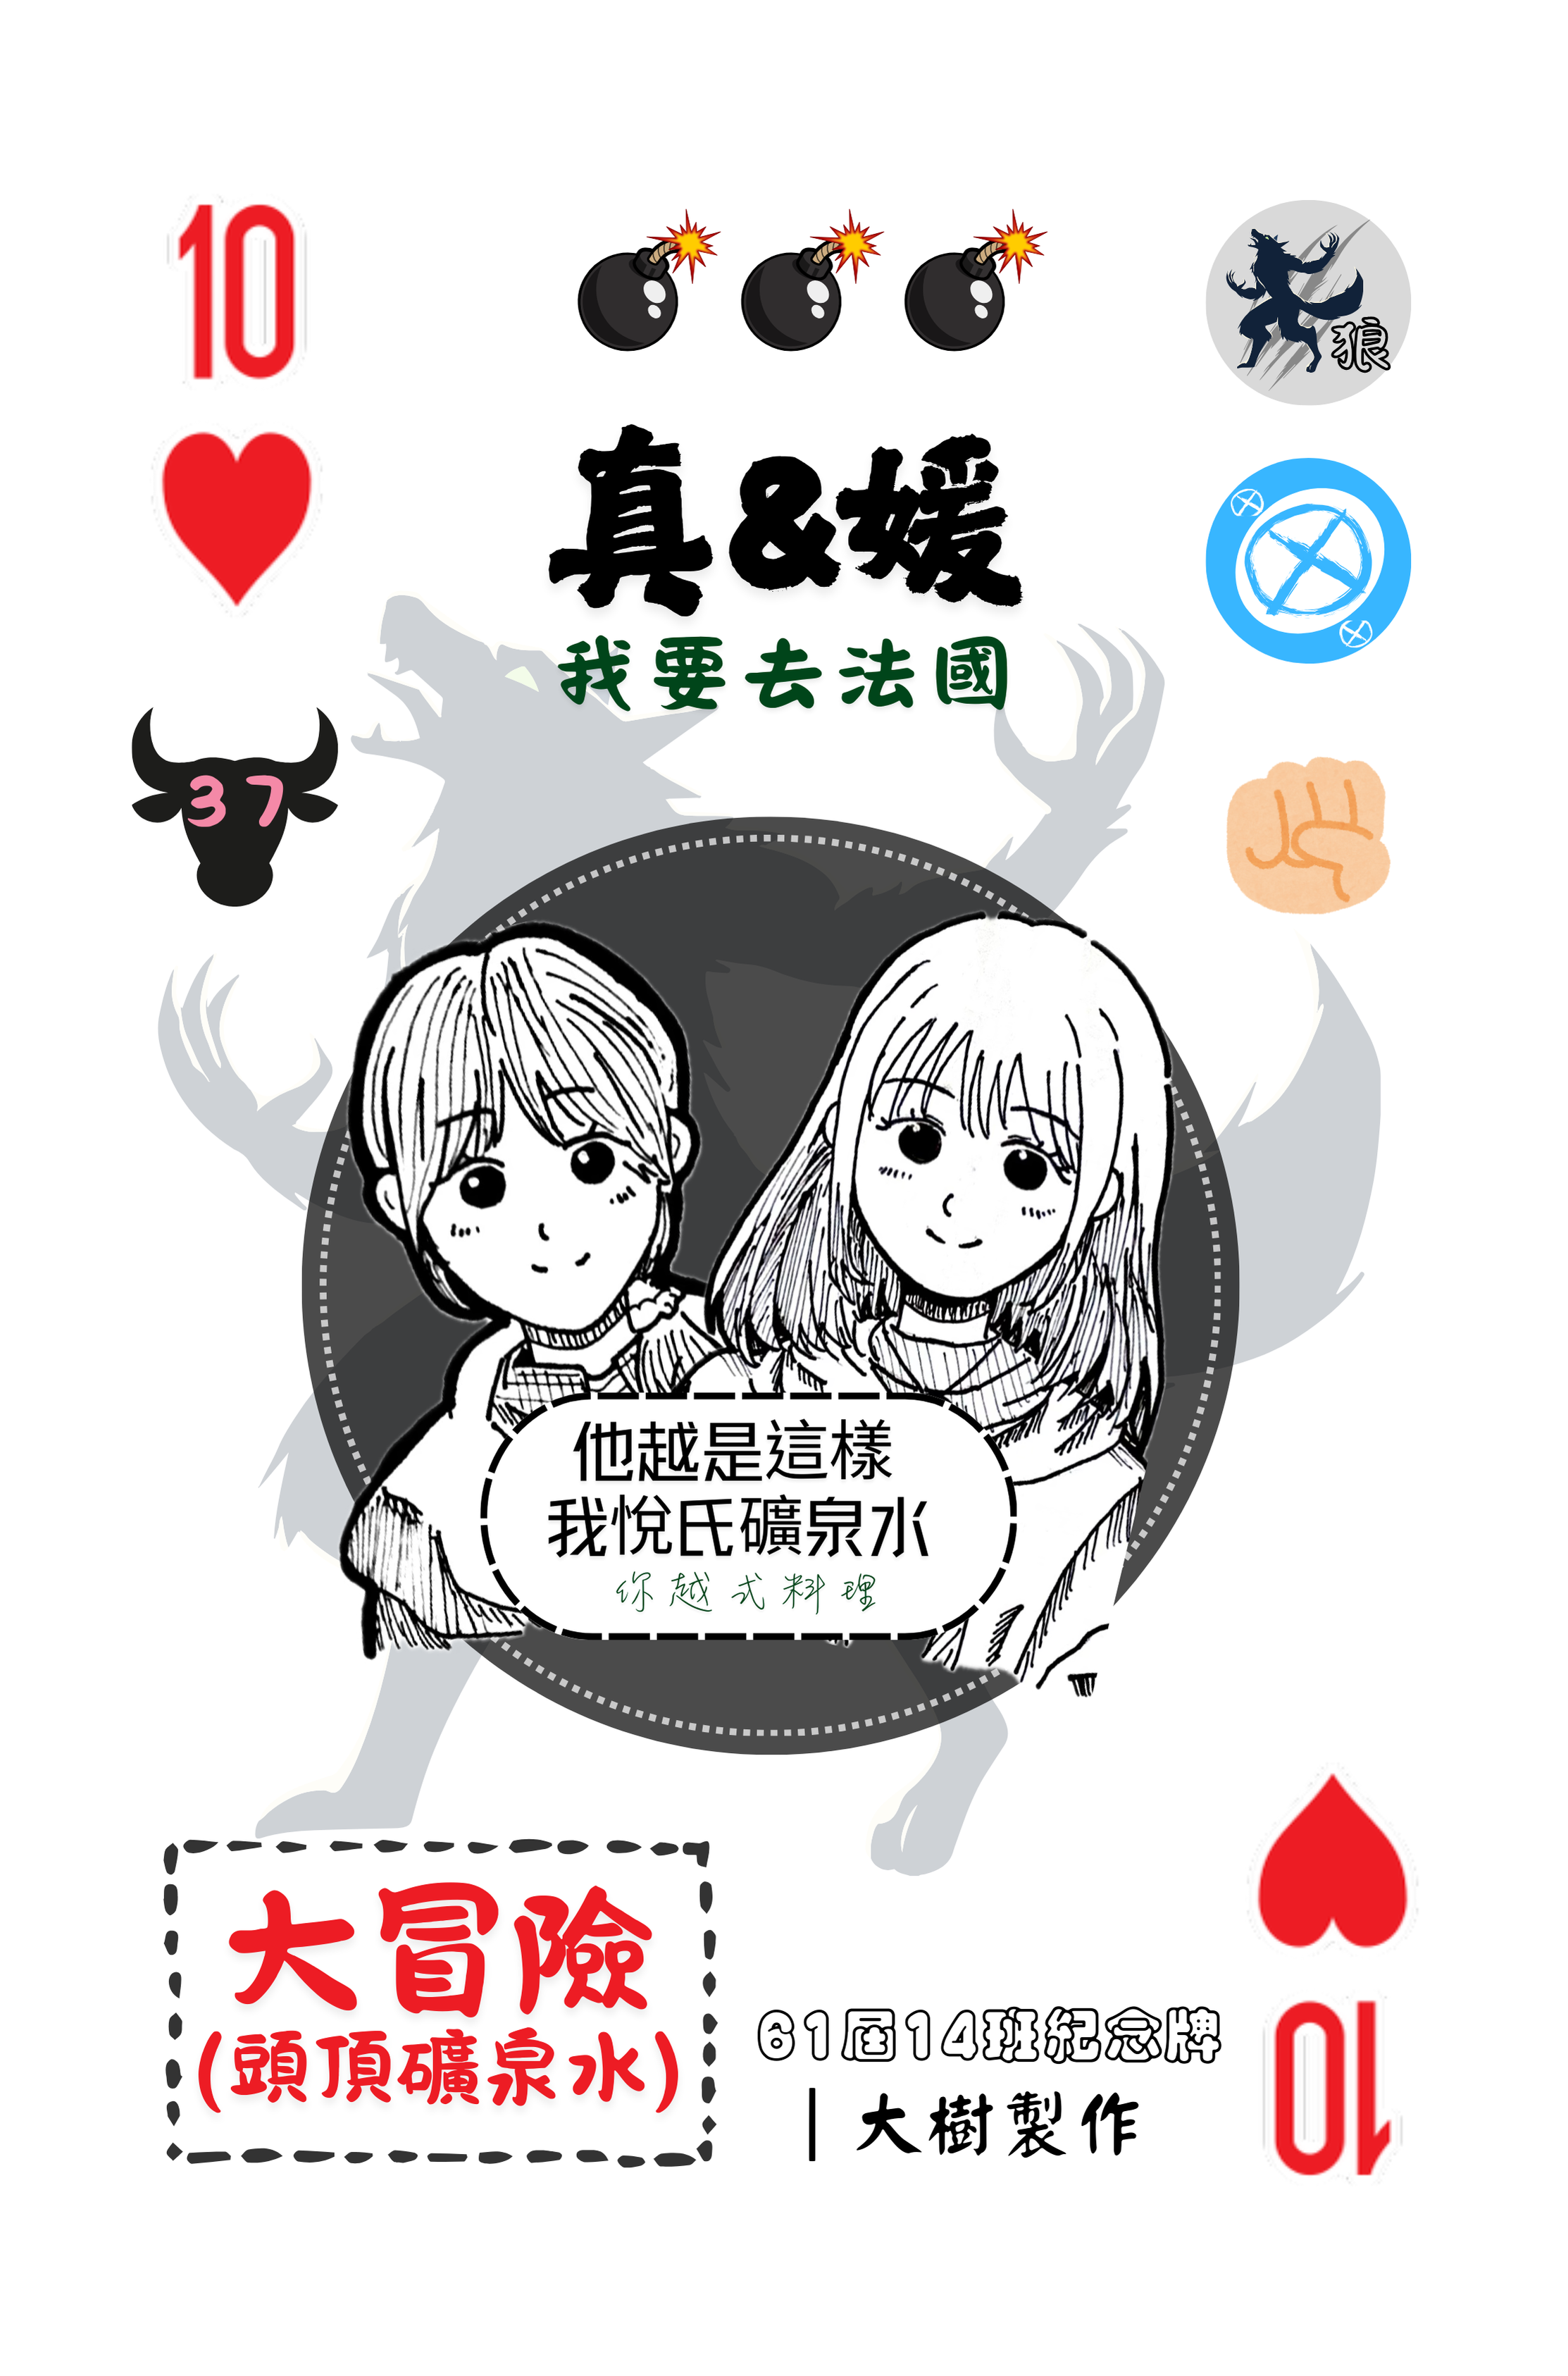 10
狼
真&媛
我要去法國
37
他越是這樣
我悅氏礦泉水
你越式料理
大冒險
(頭頂礦泉水)
61屆14班紀念牌
| 大樹製作
10